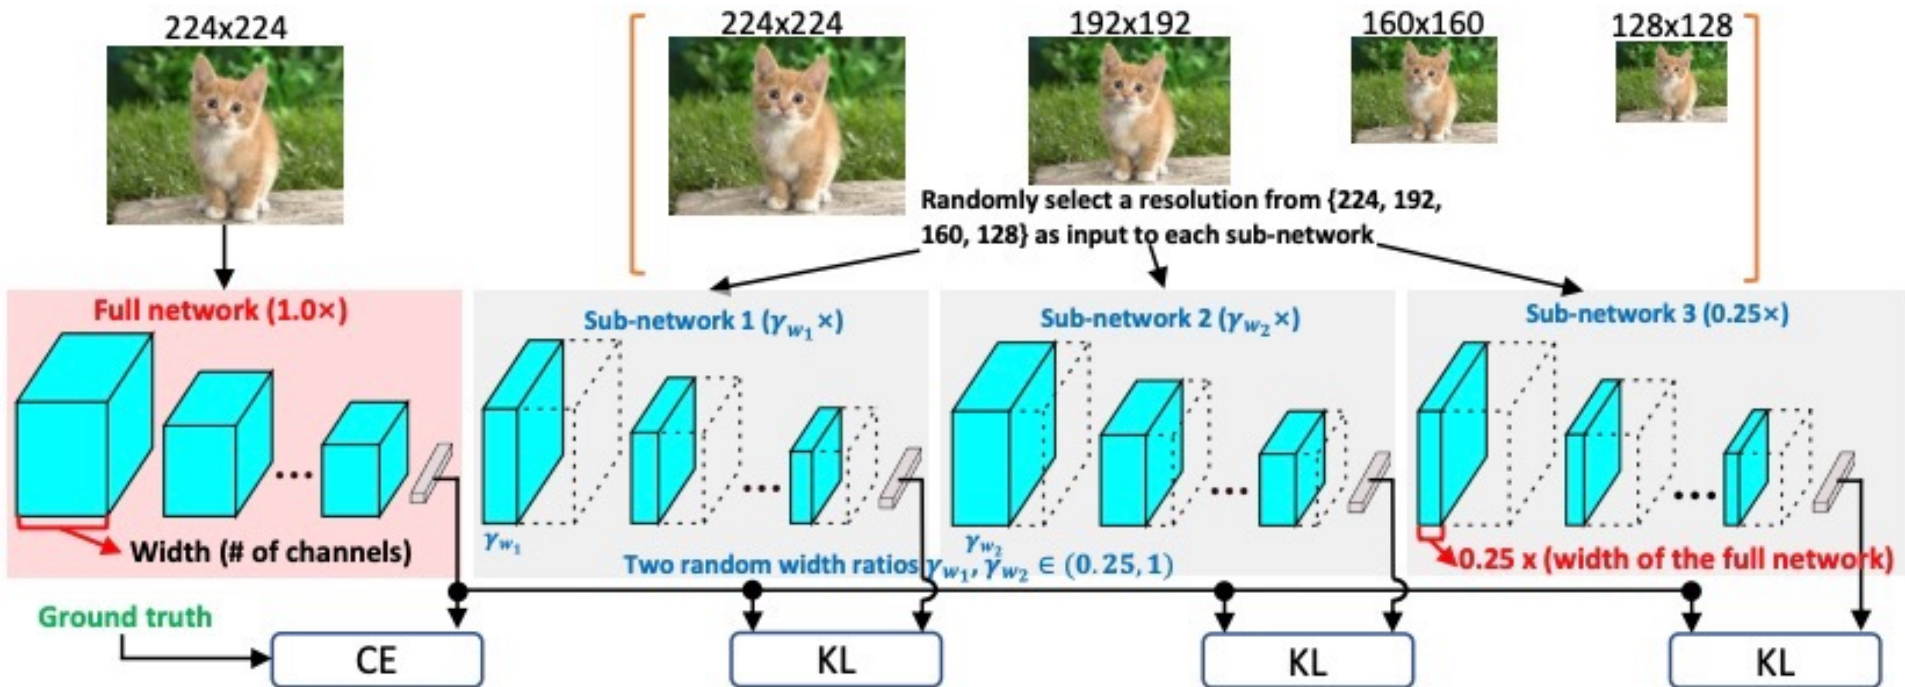 224x224
224x224
192x192
160x160
128x128
Randomly select a resolution from {224, 192,
160, 128} as input to each sub-network
Full network (1.0×)
Sub-network 1 (γw₁×)
Sub-network 2 (γw₂×)
Sub-network 3 (0.25×)
...
...
...
...
Width (# of channels)
γw₁
γw₂
Two random width ratios γw₁, γw₂ ∈ (0.25, 1)
0.25 x (width of the full network)
Ground truth
CE
KL
KL
KL